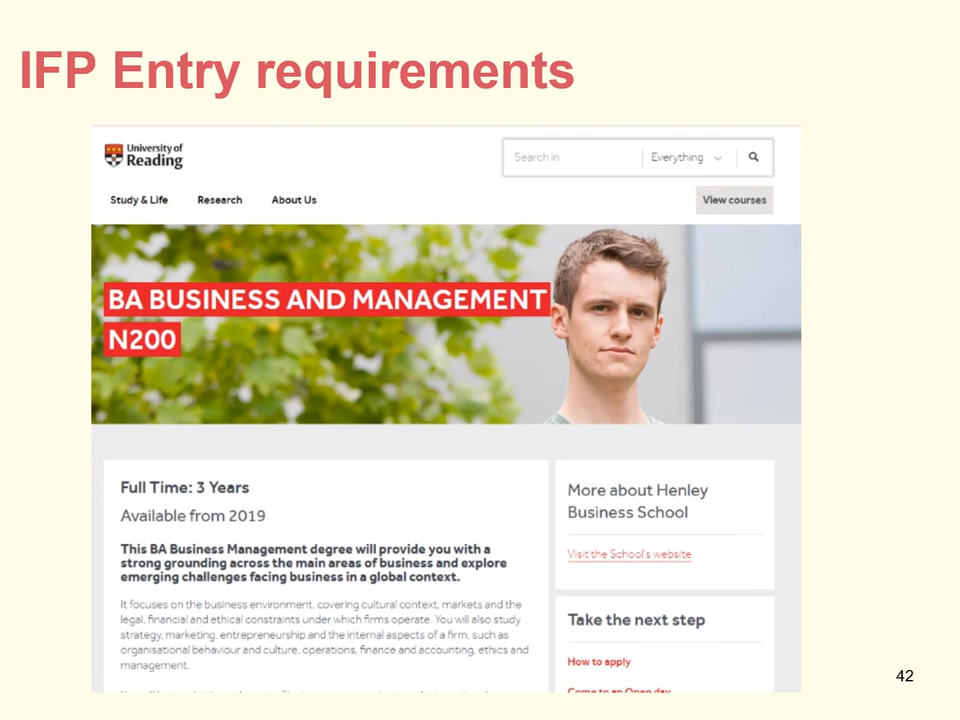 IFP Entry requirements
University of
Reading
Search in
Everything
Study & Life
Research
About Us
View courses
BA BUSINESS AND MANAGEMENT
N200
Full Time: 3 Years
Available from 2019
This BA Business Management degree will provide you with a
strong grounding across the main areas of business and explore
emerging challenges facing business in a global context.
It focuses on the business environment, covering cultural context, markets and the
legal, financial and ethical constraints under which firms operate. You will also study
strategy, marketing, entrepreneurship and the internal aspects of a firm, such as
organisational behaviour and culture, operations, finance and accounting, ethics and
management.
More about Henley
Business School
Visit the School's website
Take the next step
How to apply
Come to an Open day
42